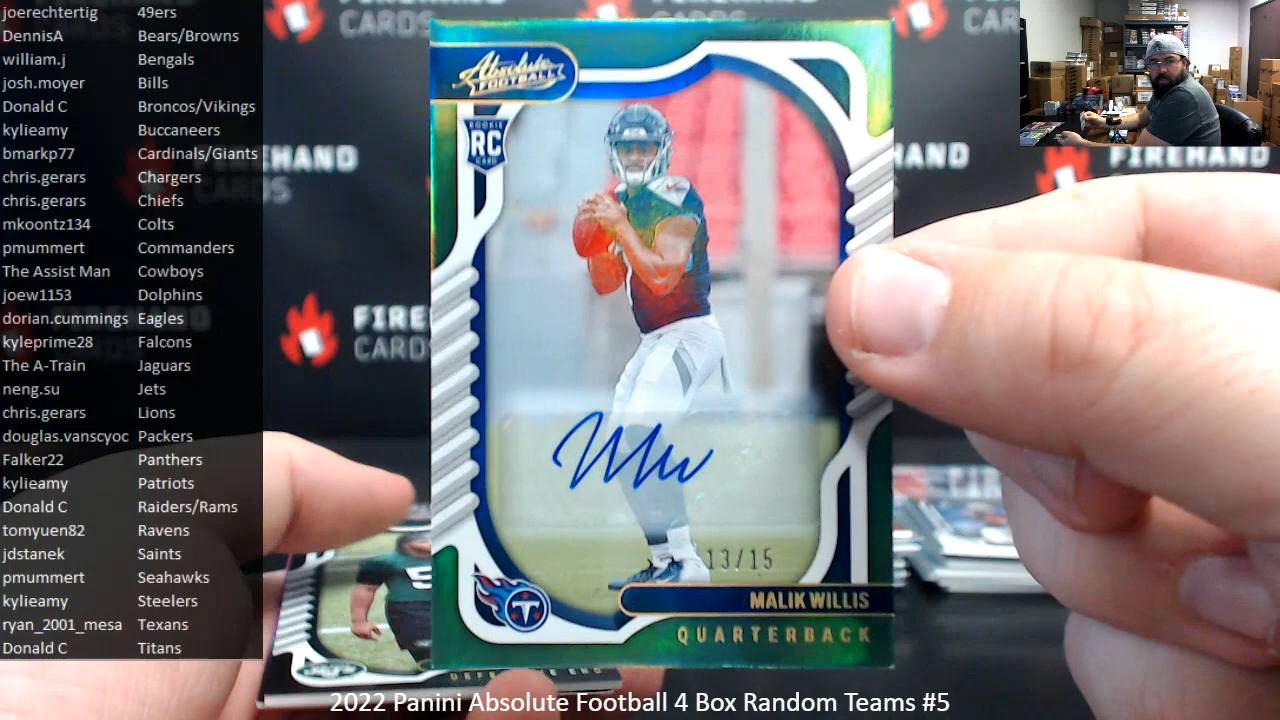 joerechtertig 49ers
DennisA Bears/Browns
william.j Bengals
josh.moyer Bills
Donald C Broncos/Vikings
kylieamy Buccaneers
bmarkp77 Cardinals/Giants
chris.gerars Chargers
chris.gerars Chiefs
mkoontz134 Colts
pmummert Commanders
The Assist Man Cowboys
joew1153 Dolphins
dorian.cummings Eagles
kyleprime28 Falcons
The A-Train Jaguars
neng.su Jets
chris.gerars Lions
douglas.vanscyoc Packers
Falker22 Panthers
kylieamy Patriots
Donald C Raiders/Rams
tomyuen82 Ravens
jdstanek Saints
pmummert Seahawks
kylieamy Steelers
ryan_2001_mesa Texans
Donald C Titans
CARDS
FIREHAND
CARDS
FIRE
CARDS
Absolute
FOOTBALL
ROOKIE
RC
CARD
13/15
T
MALIK WILLIS
QUARTERBACK
2022 Panini Absolute Football 4 Box Random Teams #5